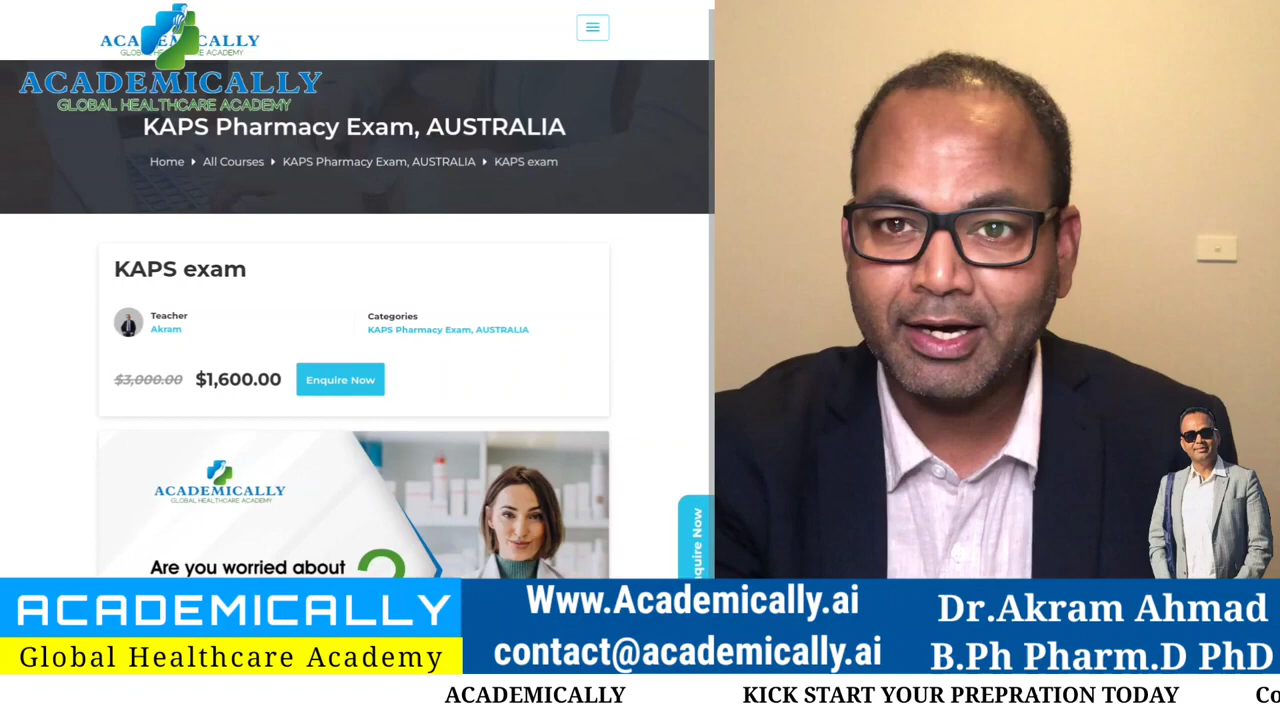 ACADEMICALLY
GLOBAL HEALTHCARE ACADEMY
ACADEMICALLY
GLOBAL HEALTHCARE ACADEMY
KAPS Pharmacy Exam, AUSTRALIA
Home All Courses KAPS Pharmacy Exam, AUSTRALIA KAPS exam
KAPS exam
Teacher
Akram
Categories
KAPS Pharmacy Exam, AUSTRALIA
$3,000.00 $1,600.00 Enquire Now
ACADEMICALLY
GLOBAL HEALTHCARE ACADEMY
Are you worried about
?
quire Now
ACADEMICALLY
Global Healthcare Academy
Www.Academically.ai
contact@academically.ai
Dr.Akram Ahmad
B.Ph Pharm.D PhD
ACADEMICALLY KICK START YOUR PREPRATION TODAY Co